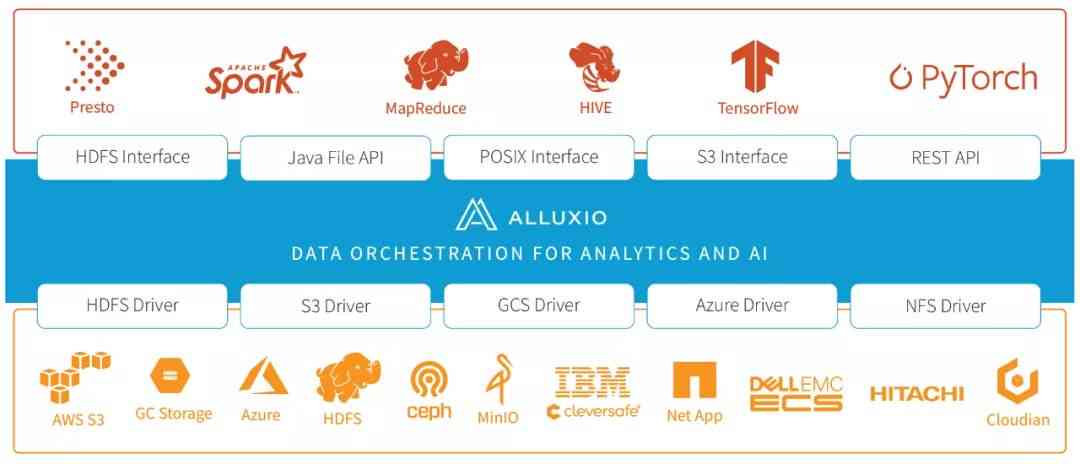 Presto
APACHE
Spark
MapReduce
HIVE
TensorFlow
PyTorch
HDFS Interface
Java File API
POSIX Interface
S3 Interface
REST API
ALLUXIO
DATA ORCHESTRATION FOR ANALYTICS AND AI
HDFS Driver
S3 Driver
GCS Driver
Azure Driver
NFS Driver
AWS S3
GC Storage
Azure
HDFS
ceph
MinIO
IBM
cleversafe
Net App
DELLEMC
ECS
HITACHI
Cloudian